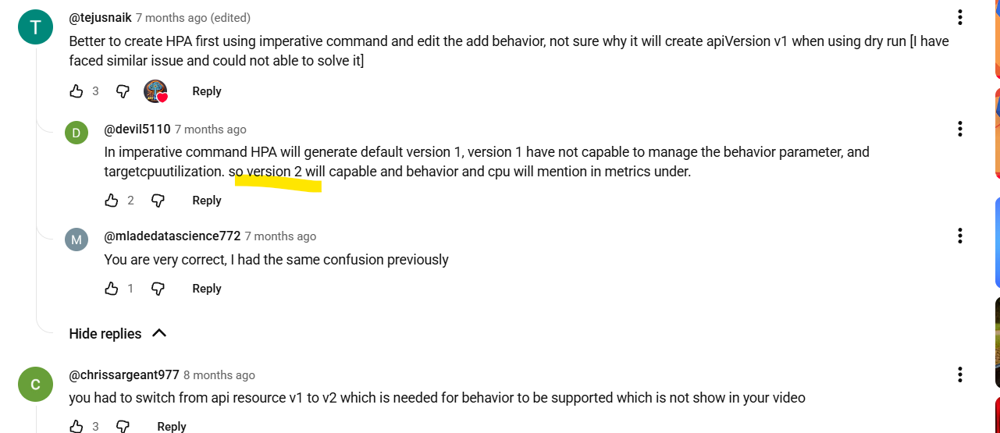 T
@tejusnaik 7 months ago (edited)
Better to create HPA first using imperative command and edit the add behavior, not sure why it will create apiVersion v1 when using dry run [I have
faced similar issue and could not able to solve it]
3
Reply
D
@devil5110 7 months ago
In imperative command HPA will generate default version 1, version 1 have not capable to manage the behavior parameter, and
targetcpuutilization. so version 2 will capable and behavior and cpu will mention in metrics under.
2
Reply
M
@mladedatascience772 7 months ago
You are very correct, I had the same confusion previously
1
Reply
Hide replies
C
@chrissargeant977 8 months ago
you had to switch from api resource v1 to v2 which is needed for behavior to be supported which is not show in your video
3
Reply